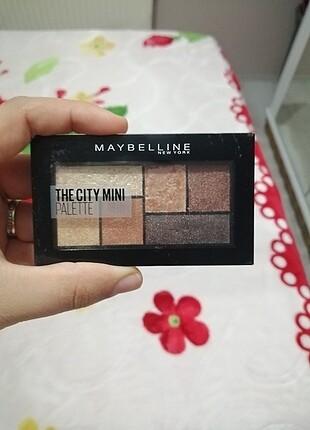 MAYBELLINE
NEW YORK
THE CITY MINI
PALETTE